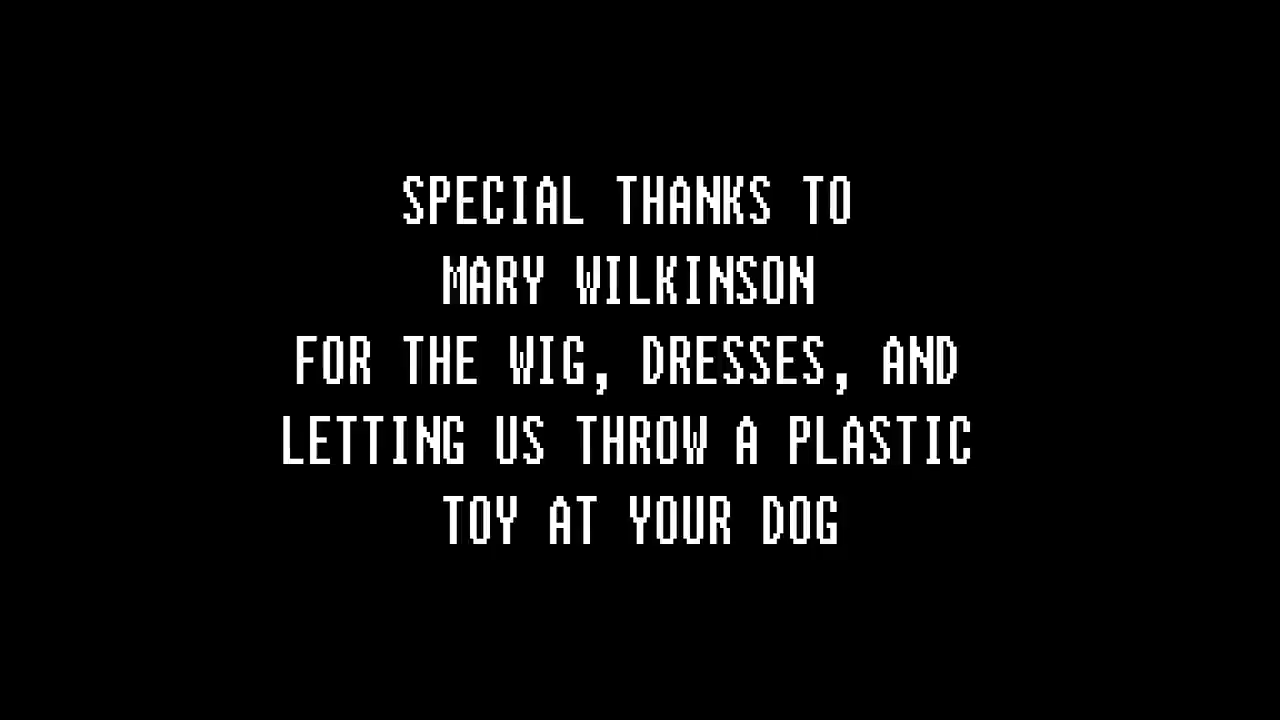 SPECIAL THANKS TO
MARY WILKINSON
FOR THE WIG, DRESSES, AND
LETTING US THROW A PLASTIC
TOY AT YOUR DOG